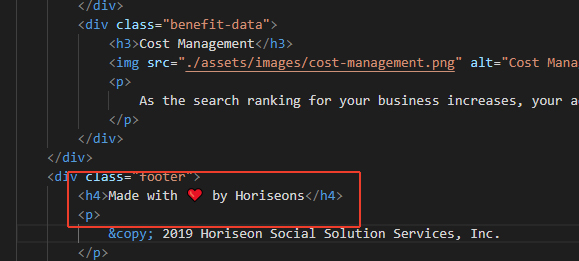 </div>
<div class="benefit-data">
<h3>Cost Management</h3>
<img src="./assets/images/cost-management.png" alt="Cost Mana
<p>
As the search ranking for your business increases, your a
</p>
</div>
</div>
<div class="footer">
<h4>Made with ❤️ by Horiseons</h4>
<p>
&copy; 2019 Horiseon Social Solution Services, Inc.
</p>